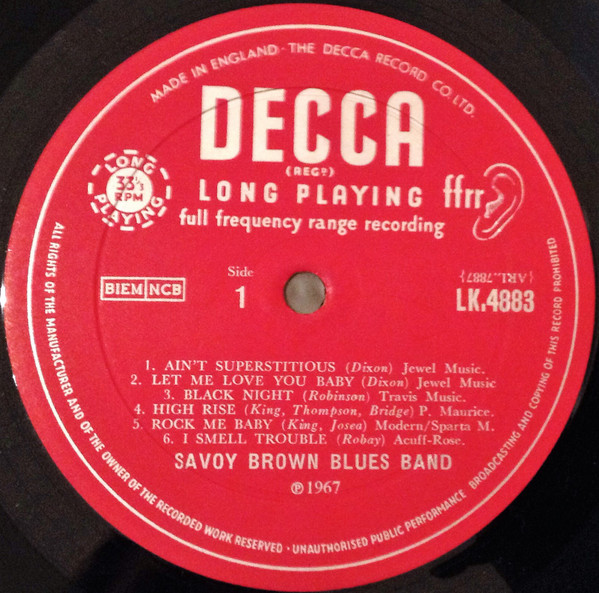 MADE IN ENGLAND · THE DECCA RECORD CO. LTD.
DECCA
(REGD)
LONG PLAYING
ffrr
full frequency range recording
LONG
33⅓
RPM
PLAYING
BIEM NCB
Side
1
{ARL..7887}
LK.4883
1. AIN'T SUPERSTITIOUS (Dixon) Jewel Music.
2. LET ME LOVE YOU BABY (Dixon) Jewel Music
3. BLACK NIGHT (Robinson) Travis Music.
4. HIGH RISE (King, Thompson, Bridge) P. Maurice.
5. ROCK ME BABY (King, Josea) Modern/Sparta M.
6. I SMELL TROUBLE (Robay) Acuff-Rose.
SAVOY BROWN BLUES BAND
℗1967
ALL RIGHTS OF THE MANUFACTURER AND OF THE OWNER OF THE RECORDED WORK RESERVED · UNAUTHORISED PUBLIC PERFORMANCE BROADCASTING AND COPYING OF THIS RECORD PROHIBITED